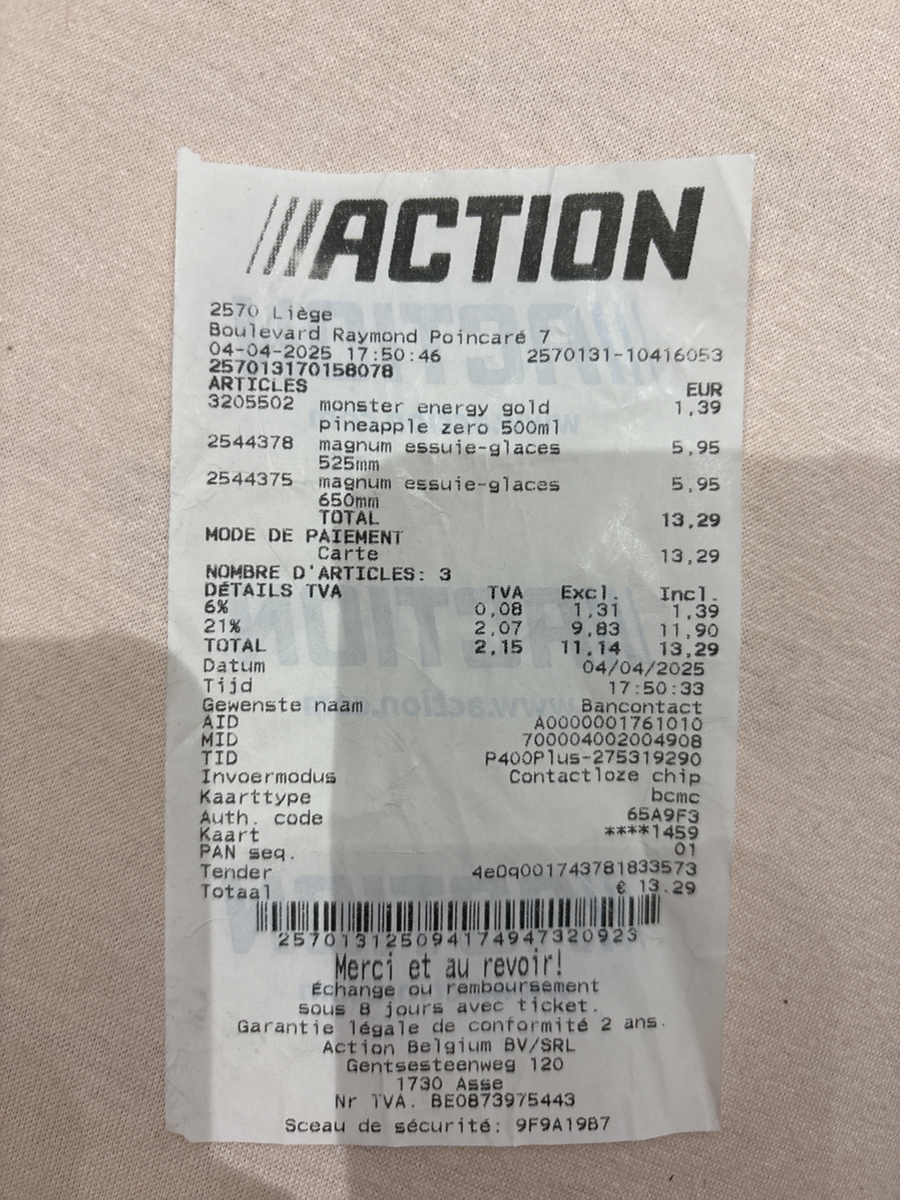 ///ACTION
2570 Liège
Boulevard Raymond Poincaré 7
04-04-2025 17:50:46 2570131-10416053
257013170158078
ARTICLES EUR
3205502 monster energy gold 1,39
pineapple zero 500ml
2544378 magnum essuie-glaces 5,95
525mm
2544375 magnum essuie-glaces 5,95
650mm
TOTAL 13,29
MODE DE PAIEMENT
Carte 13,29
NOMBRE D'ARTICLES: 3
DÉTAILS TVA TVA Excl. Incl.
6% 0,08 1,31 1,39
21% 2,07 9,83 11,90
TOTAL 2,15 11,14 13,29
Datum 04/04/2025
Tijd 17:50:33
Gewenste naam Bancontact
AID A0000001761010
MID 700004002004908
TID P400Plus-275319290
Invoermodus Contactloze chip
Kaarttype bcmc
Auth. code 65A9F3
Kaart ****1459
PAN seq. 01
Tender 4e0q001743781833573
Totaal € 13.29
257013125094174947320923
Merci et au revoir!
Échange ou remboursement
sous 8 jours avec ticket.
Garantie légale de conformité 2 ans.
Action Belgium BV/SRL
Gentsesteenweg 120
1730 Asse
Nr TVA. BE0873975443
Sceau de sécurité: 9F9A19B7